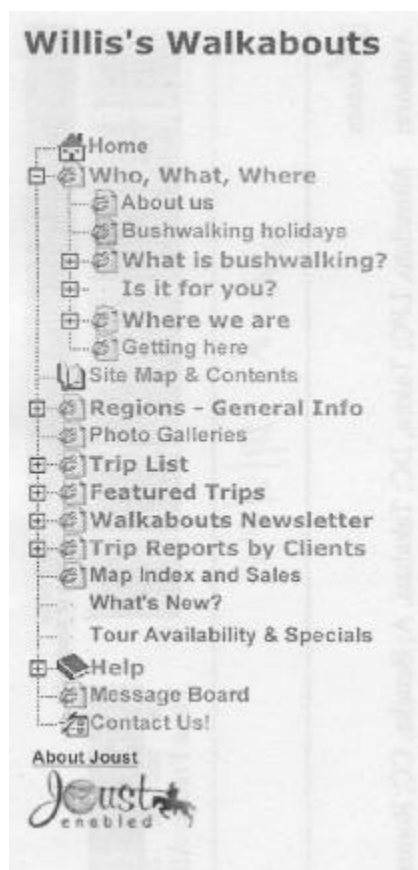 Willis's Walkabouts
Home
Who, What, Where
About us
Bushwalking holidays
What is bushwalking?
Is it for you?
Where we are
Getting here
Site Map & Contents
Regions - General Info
Photo Galleries
Trip List
Featured Trips
Walkabouts Newsletter
Trip Reports by Clients
Map Index and Sales
What's New?
Tour Availability & Specials
Help
Message Board
Contact Us!
About Joust
Joust
enabled